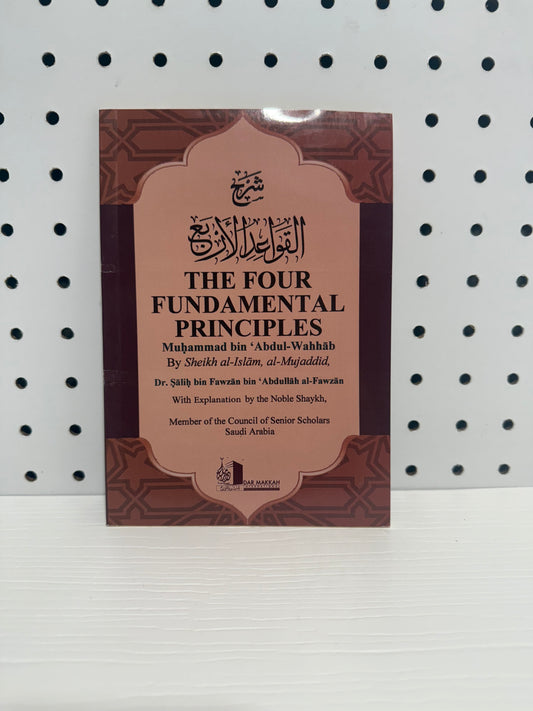 شرح
القواعد الأربع
THE FOUR
FUNDAMENTAL
PRINCIPLES
Muḥammad bin ‘Abdul-Wahhāb
By Sheikh al-Islām, al-Mujaddid,
Dr. Ṣāliḥ bin Fawzān bin ‘Abdullāh al-Fawzān
With Explanation by the Noble Shaykh,
Member of the Council of Senior Scholars
Saudi Arabia
DAR MAKKAH